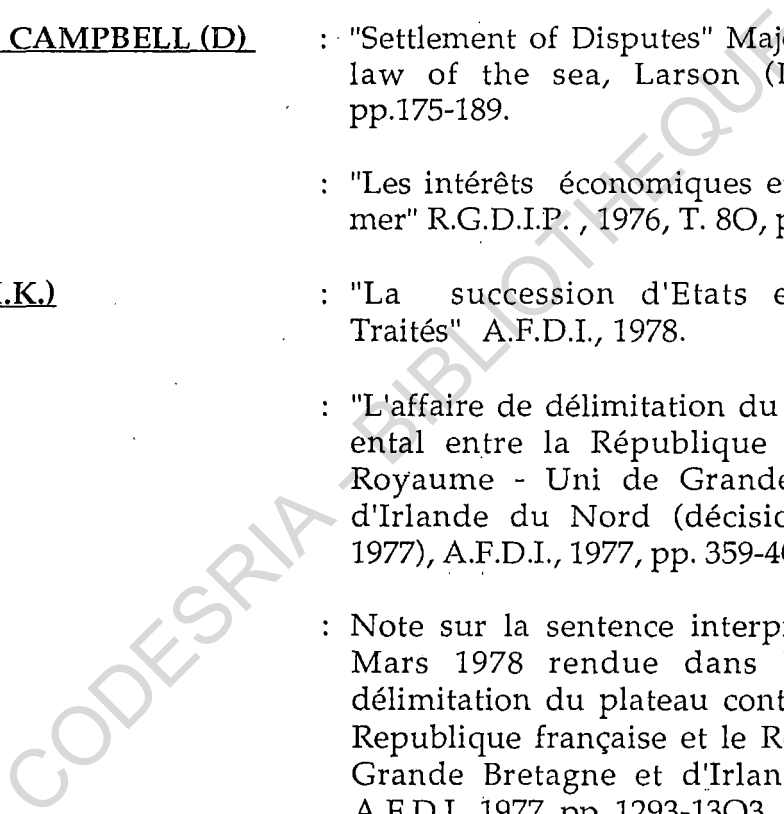 CAMPBELL (D) : "Settlement of Disputes" Maj
law of the sea, Larson (
pp.175-189.
: "Les intérêts économiques e
mer" R.G.D.I.P. , 1976, T. 8O, p
.K.) : "La succession d'Etats e
Traités" A.F.D.I., 1978.
: "L'affaire de délimitation du
ental entre la République
Royaume - Uni de Grande
d'Irlande du Nord (décisio
1977), A.F.D.I., 1977, pp. 359-4
: Note sur la sentence interp
Mars 1978 rendue dans
délimitation du plateau cont
Republique française et le R
Grande Bretagne et d'Irlan
A.F.D.I. 1977 pp. 1293-13O3
CODESRIA - BIBLIOTHEQUE